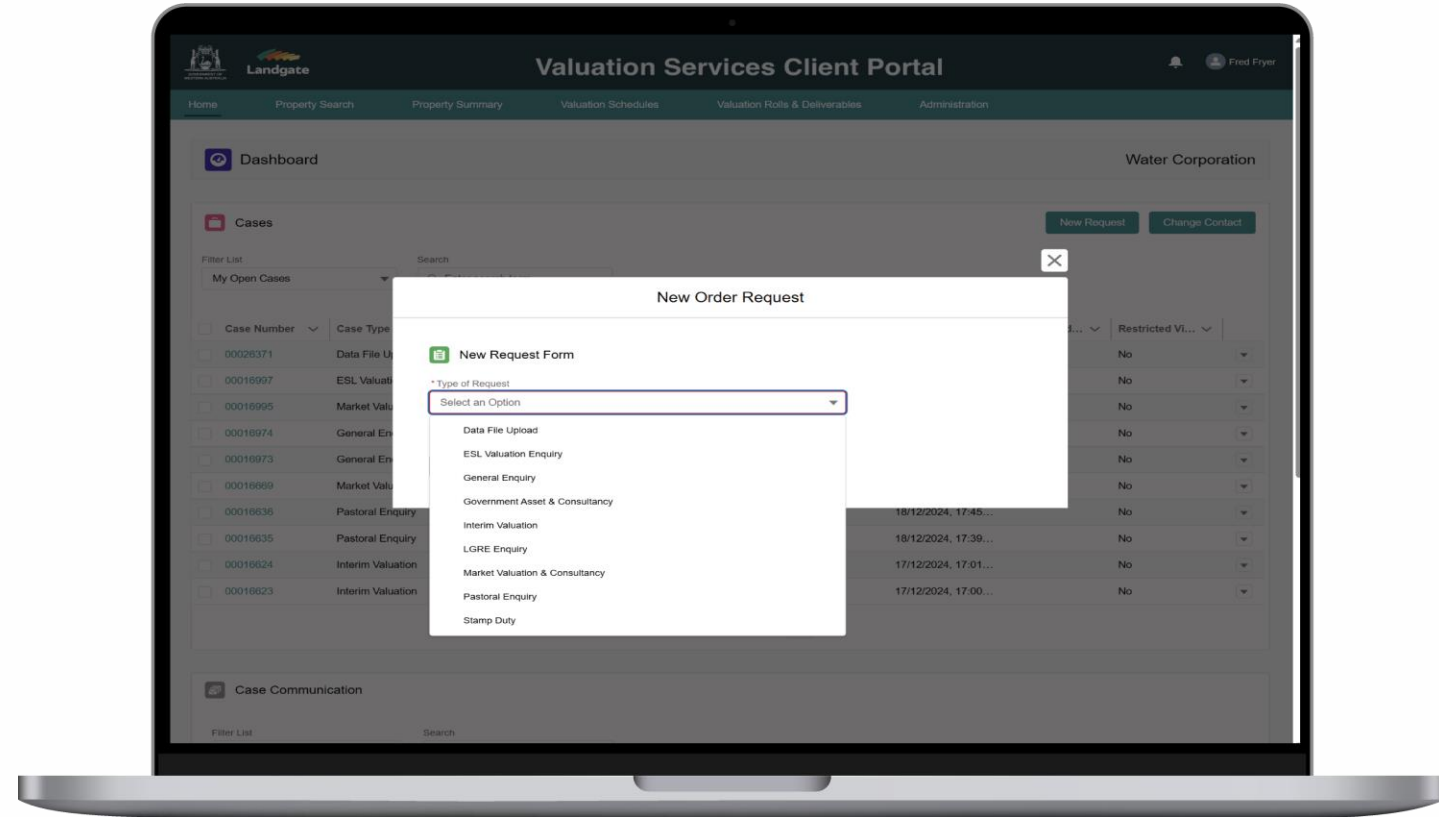 Landgate
Valuation Services Client Portal
Fred Fryer
Home Property Search Property Summary Valuation Schedules Valuation Rolls & Deliverables Administration
Dashboard Water Corporation
Cases New Request Change Contact
Filter List Search
My Open Cases
New Order Request
Case Number Case Type Restricted Vi...
New Request Form
00026371 Data File U No
* Type of Request
00016997 ESL Valuati No
Select an Option
00016995 Market Valu No
Data File Upload
00016974 General En No
ESL Valuation Enquiry
00016973 General En No
General Enquiry
00016669 Market Valu No
Government Asset & Consultancy
00016636 Pastoral Enquiry 18/12/2024, 17:45... No
Interim Valuation
00016635 Pastoral Enquiry 18/12/2024, 17:39... No
LGRE Enquiry
00016624 Interim Valuation 17/12/2024, 17:01... No
Market Valuation & Consultancy
00016623 Interim Valuation 17/12/2024, 17:00... No
Pastoral Enquiry
Stamp Duty
Case Communication
Filter List Search